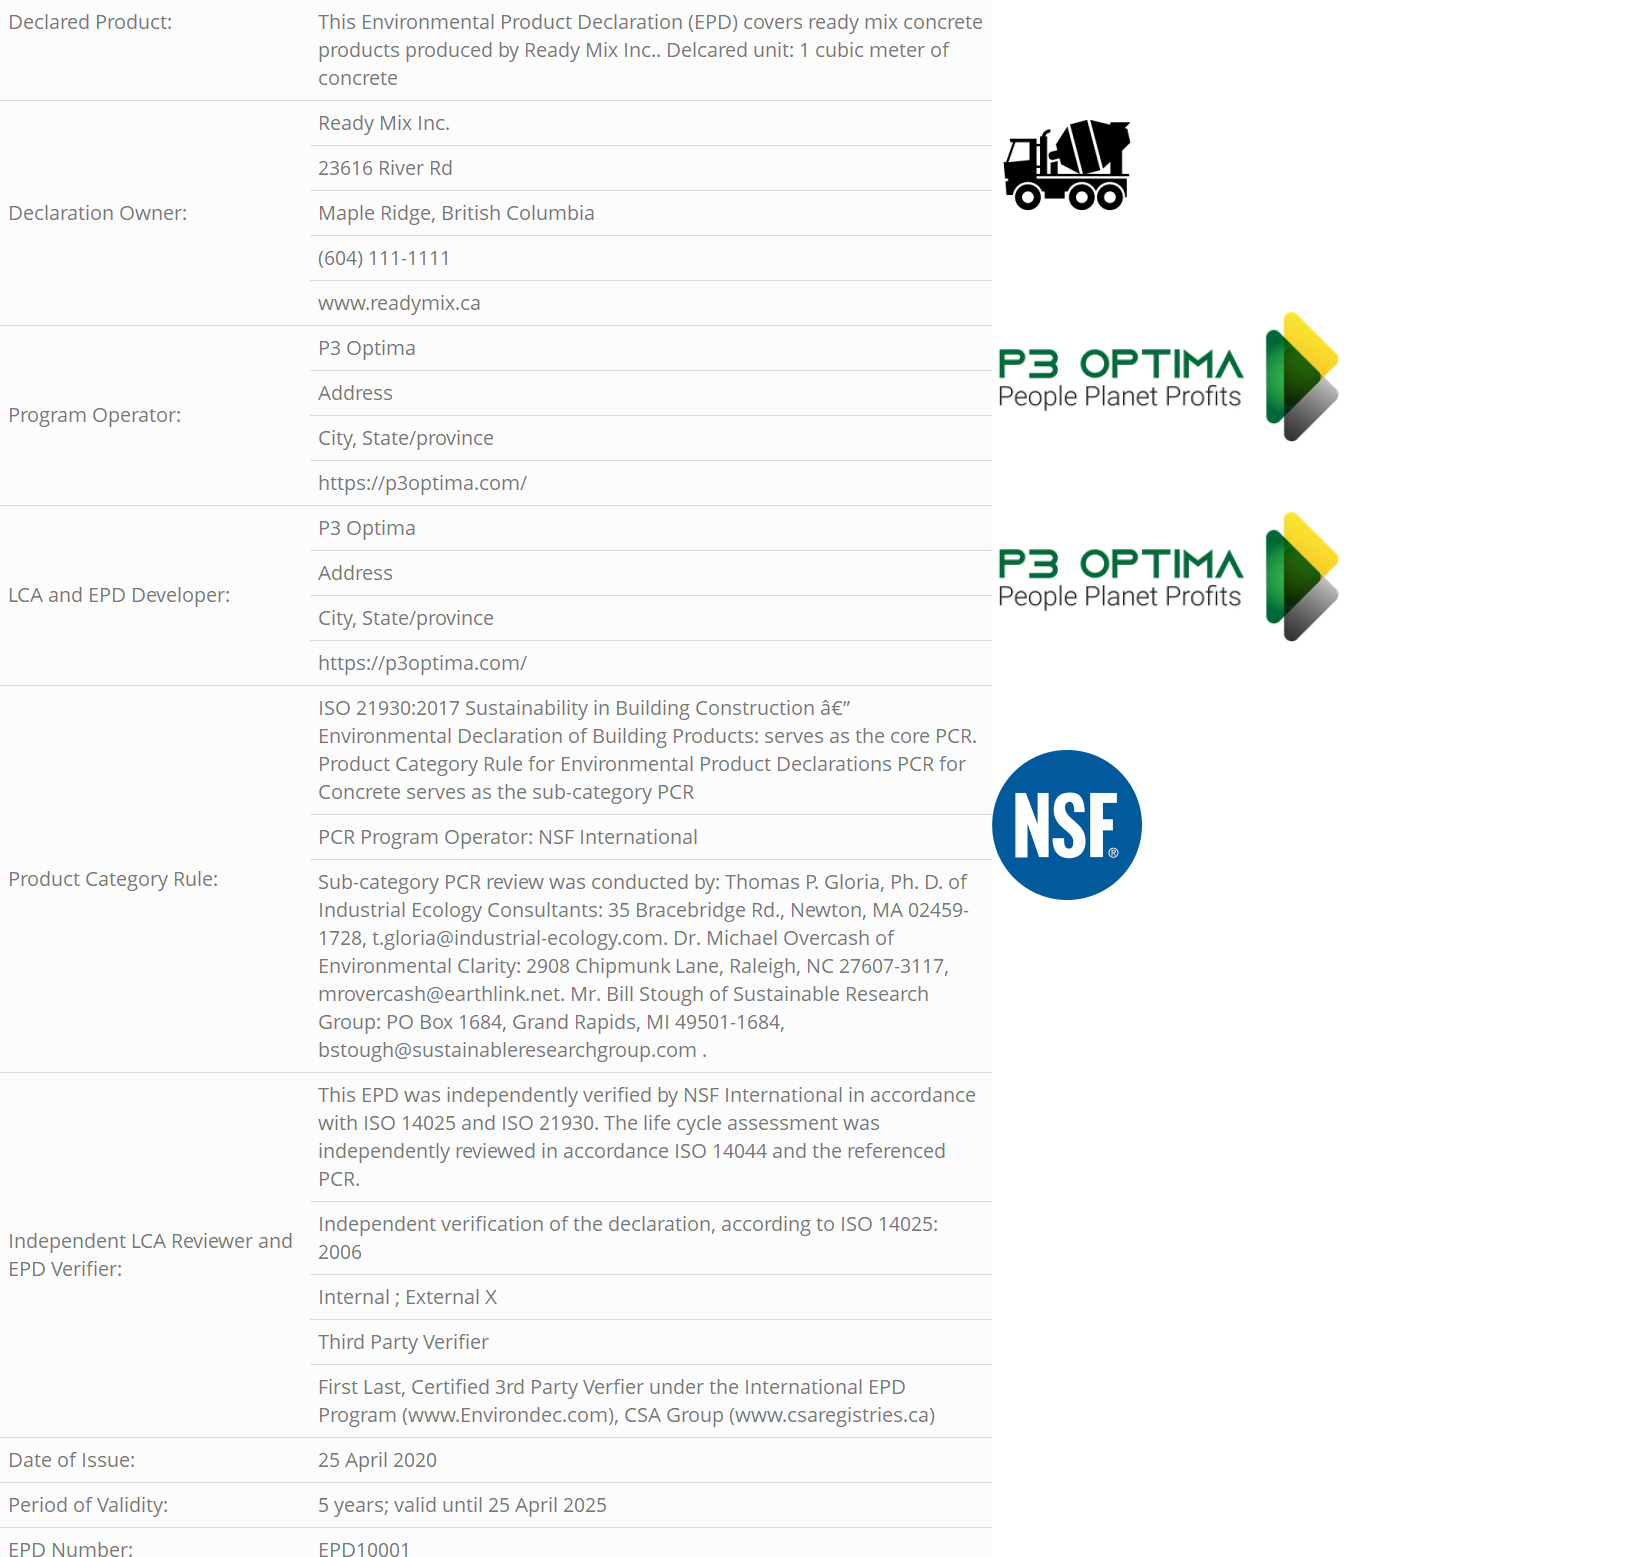 Declared Product:
This Environmental Product Declaration (EPD) covers ready mix concrete
products produced by Ready Mix Inc.. Delcared unit: 1 cubic meter of
concrete
Declaration Owner:
Ready Mix Inc.
23616 River Rd
Maple Ridge, British Columbia
(604) 111-1111
www.readymix.ca
Program Operator:
P3 Optima
Address
City, State/province
https://p3optima.com/
P3 OPTIMA
People Planet Profits
LCA and EPD Developer:
P3 Optima
Address
City, State/province
https://p3optima.com/
P3 OPTIMA
People Planet Profits
Product Category Rule:
ISO 21930:2017 Sustainability in Building Construction â€”
Environmental Declaration of Building Products: serves as the core PCR.
Product Category Rule for Environmental Product Declarations PCR for
Concrete serves as the sub-category PCR
PCR Program Operator: NSF International
Sub-category PCR review was conducted by: Thomas P. Gloria, Ph. D. of
Industrial Ecology Consultants: 35 Bracebridge Rd., Newton, MA 02459-
1728, t.gloria@industrial-ecology.com. Dr. Michael Overcash of
Environmental Clarity: 2908 Chipmunk Lane, Raleigh, NC 27607-3117,
mrovercash@earthlink.net. Mr. Bill Stough of Sustainable Research
Group: PO Box 1684, Grand Rapids, MI 49501-1684,
bstough@sustainableresearchgroup.com .
NSF®
Independent LCA Reviewer and
EPD Verifier:
This EPD was independently verified by NSF International in accordance
with ISO 14025 and ISO 21930. The life cycle assessment was
independently reviewed in accordance ISO 14044 and the referenced
PCR.
Independent verification of the declaration, according to ISO 14025:
2006
Internal ; External X
Third Party Verifier
First Last, Certified 3rd Party Verfier under the International EPD
Program (www.Environdec.com), CSA Group (www.csaregistries.ca)
Date of Issue:
25 April 2020
Period of Validity:
5 years; valid until 25 April 2025
EPD Number:
EPD10001